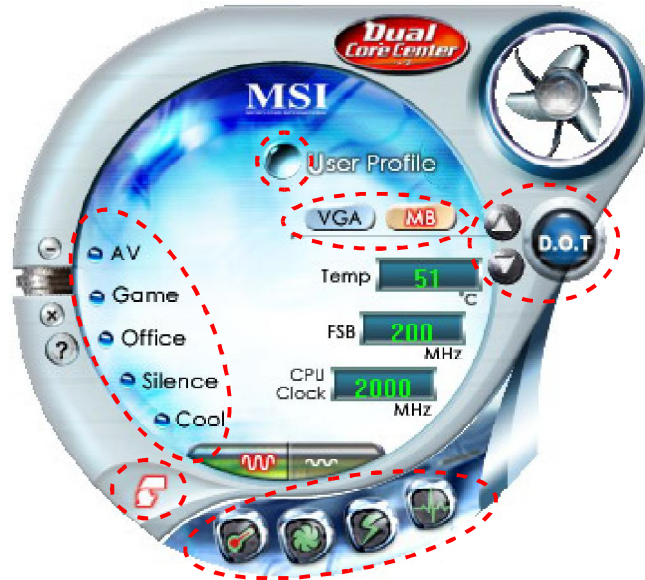 Dual
Core Center
MSI
User Profile
VGA
MB
D.O.T
AV
Temp
51
°C
Game
Office
FSB
200
MHz
Silence
CPU
Clock
2000
MHz
Cool
?